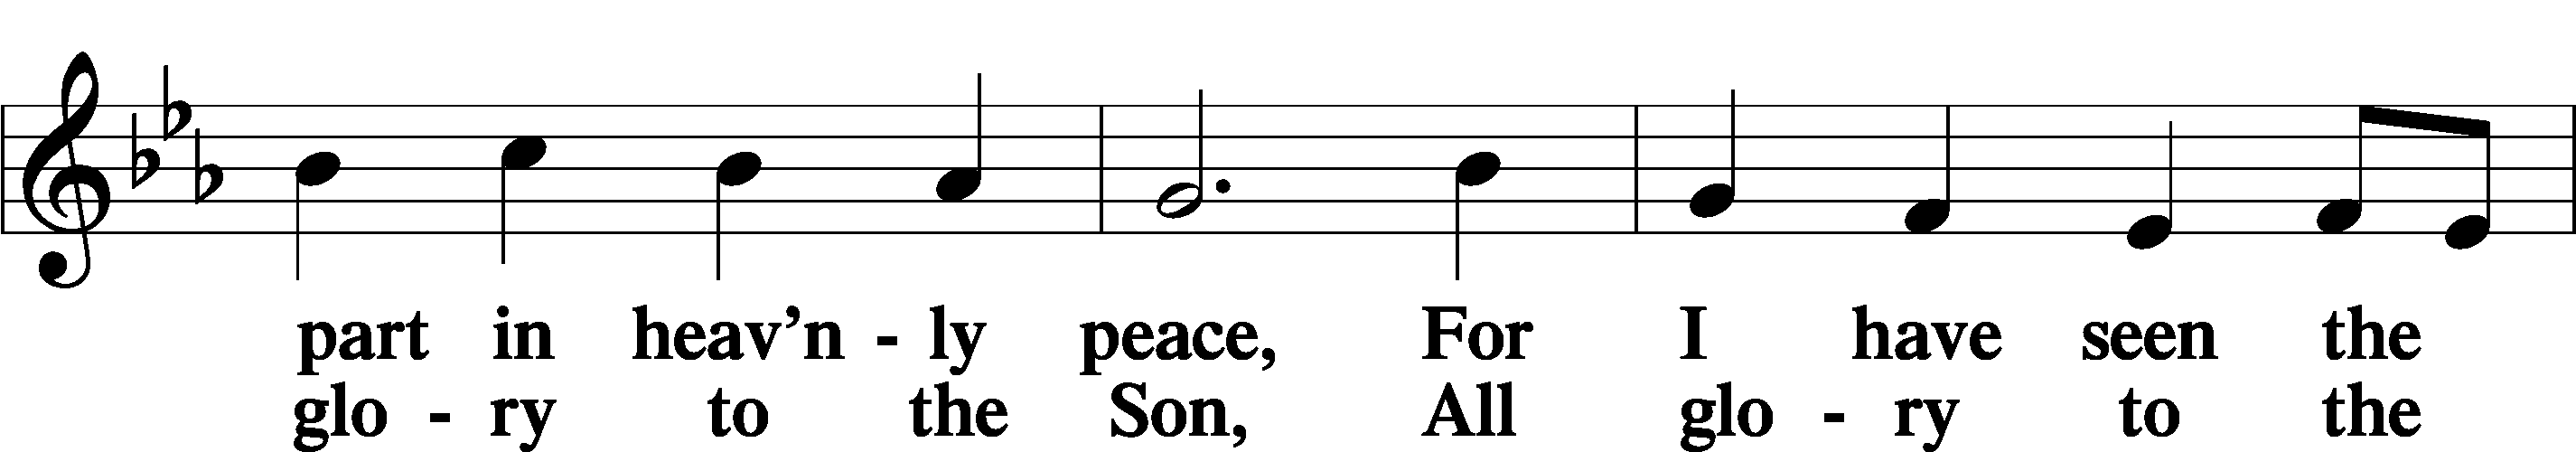 part in heav’n - ly peace, For I have seen the
glo - ry to the Son, All glo - ry to the